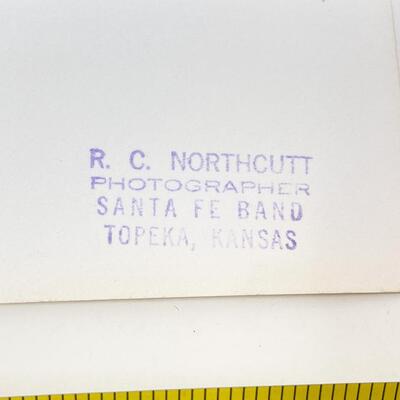 R. C. NORTHCUTT
PHOTOGRAPHER
SANTA FE BAND
TOPEKA, KANSAS